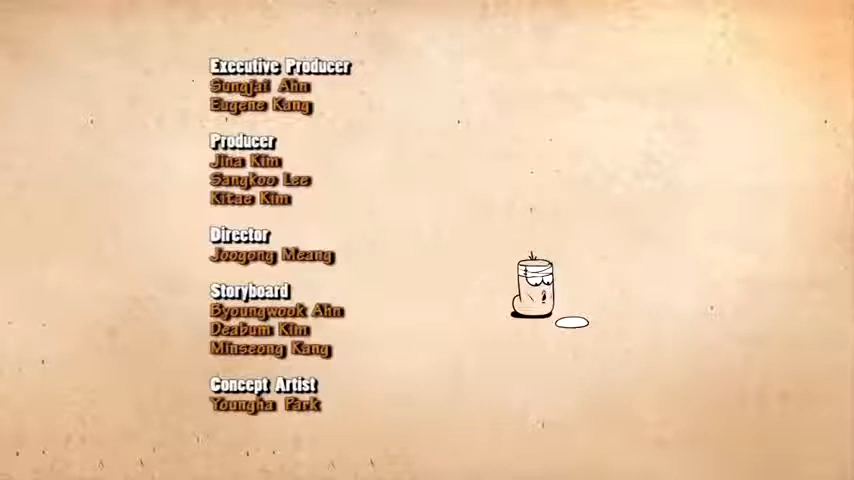 Executive Producer
Sungjai Ahn
Eugene Kang
Producer
Jina Kim
Sangkoo Lee
Kitae Kim
Director
Joogong Meang
Storyboard
Byoungwook Ahn
Deabum Kim
Minseong Kang
Concept Artist
Youngha Park